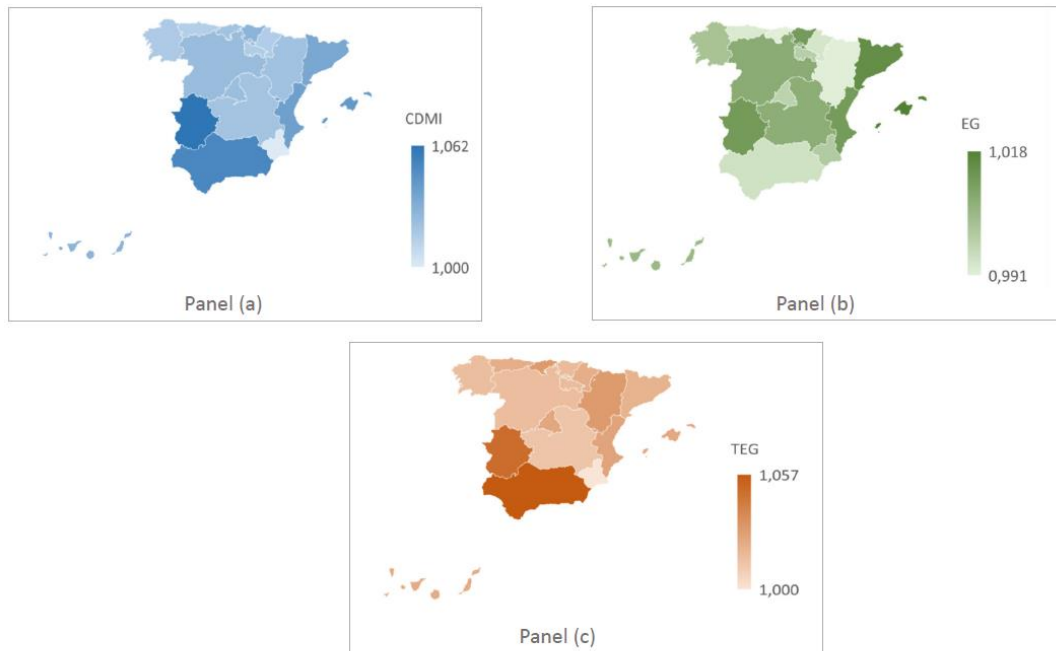 CDMI
1,062
1,000
Panel (a)
EG
1,018
0,991
Panel (b)
TEG
1,057
1,000
Panel (c)